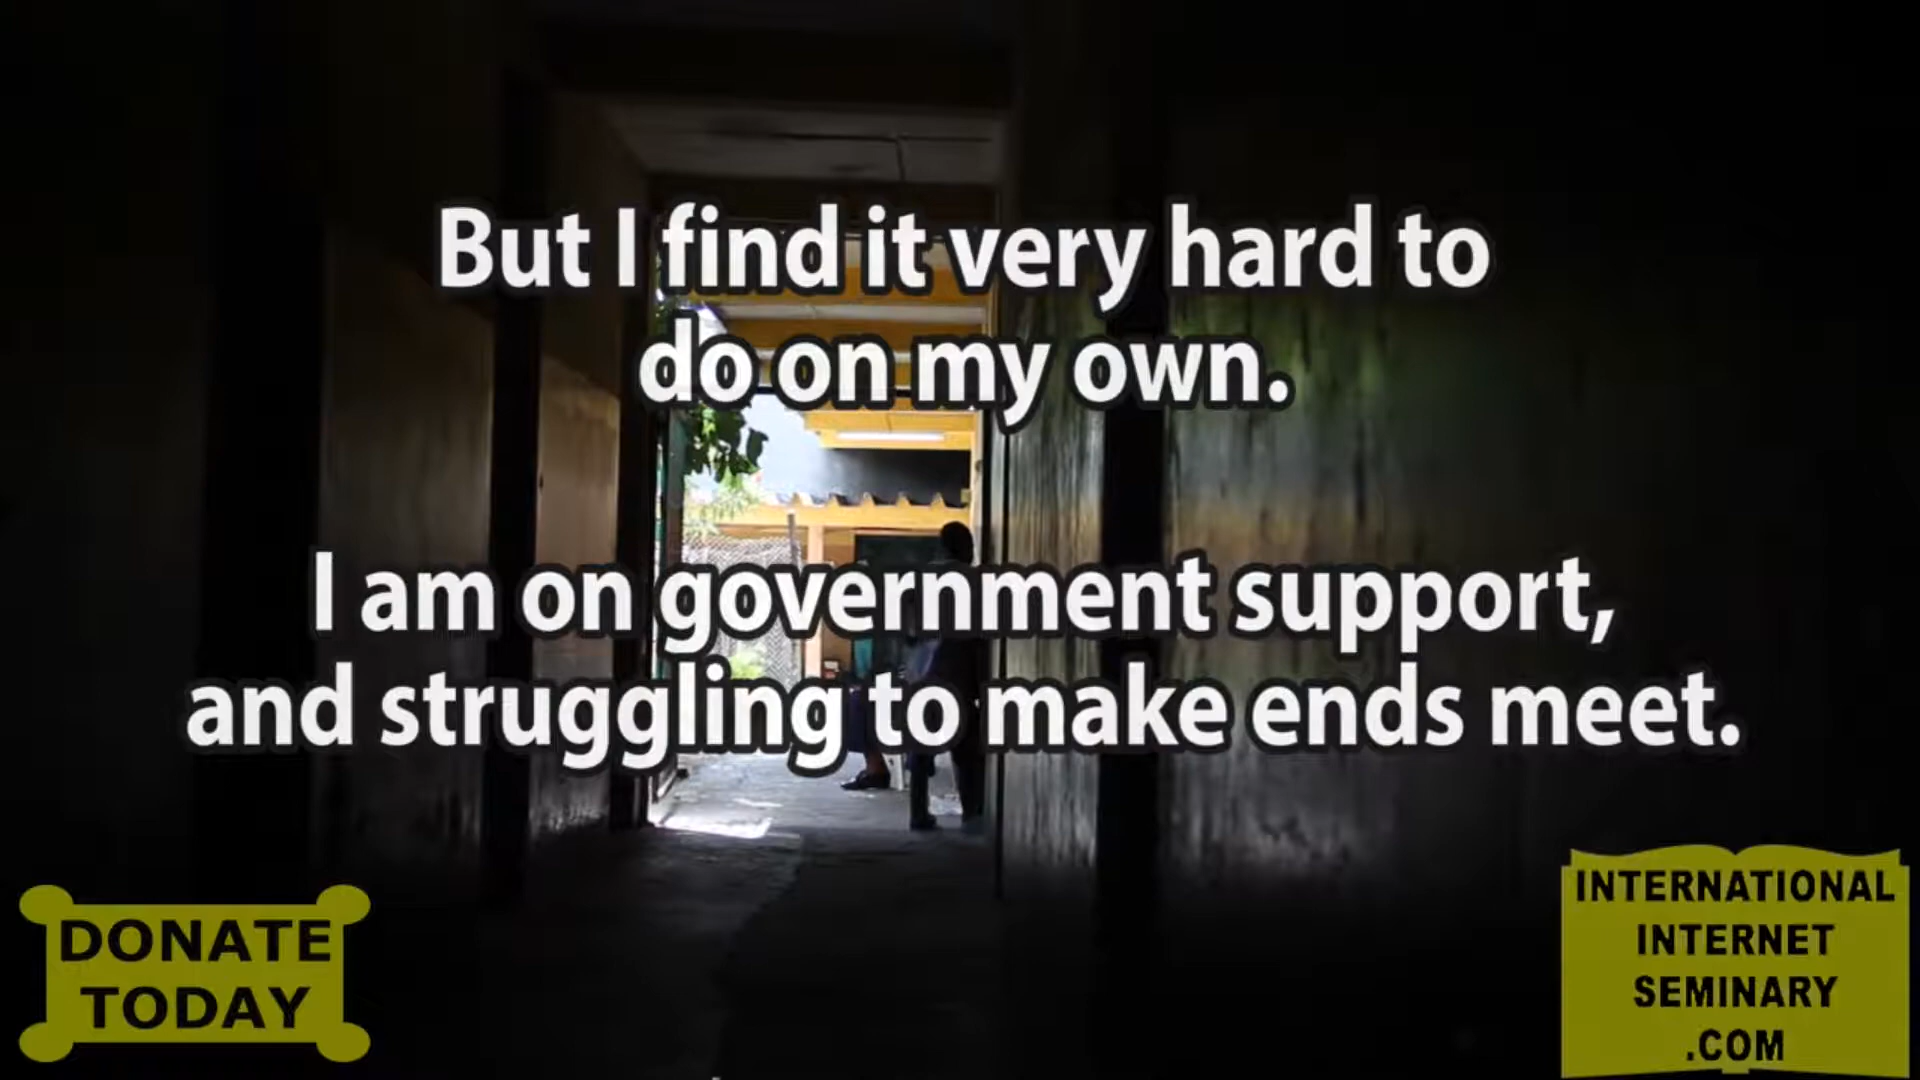 But I find it very hard to
do on my own.
I am on government support,
and struggling to make ends meet.
DONATE
TODAY
INTERNATIONAL
INTERNET
SEMINARY
.COM